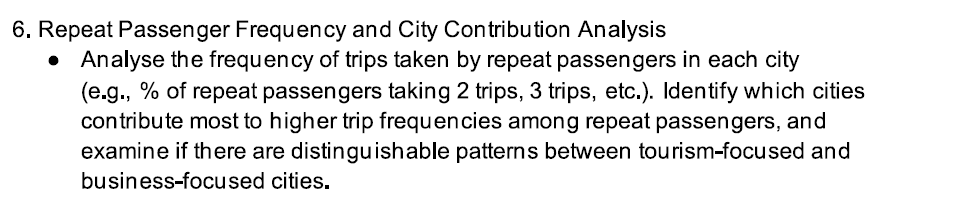 6. Repeat Passenger Frequency and City Contribution Analysis
● Analyse the frequency of trips taken by repeat passengers in each city
(e.g., % of repeat passengers taking 2 trips, 3 trips, etc.). Identify which cities
contribute most to higher trip frequencies among repeat passengers, and
examine if there are distinguishable patterns between tourism-focused and
business-focused cities.